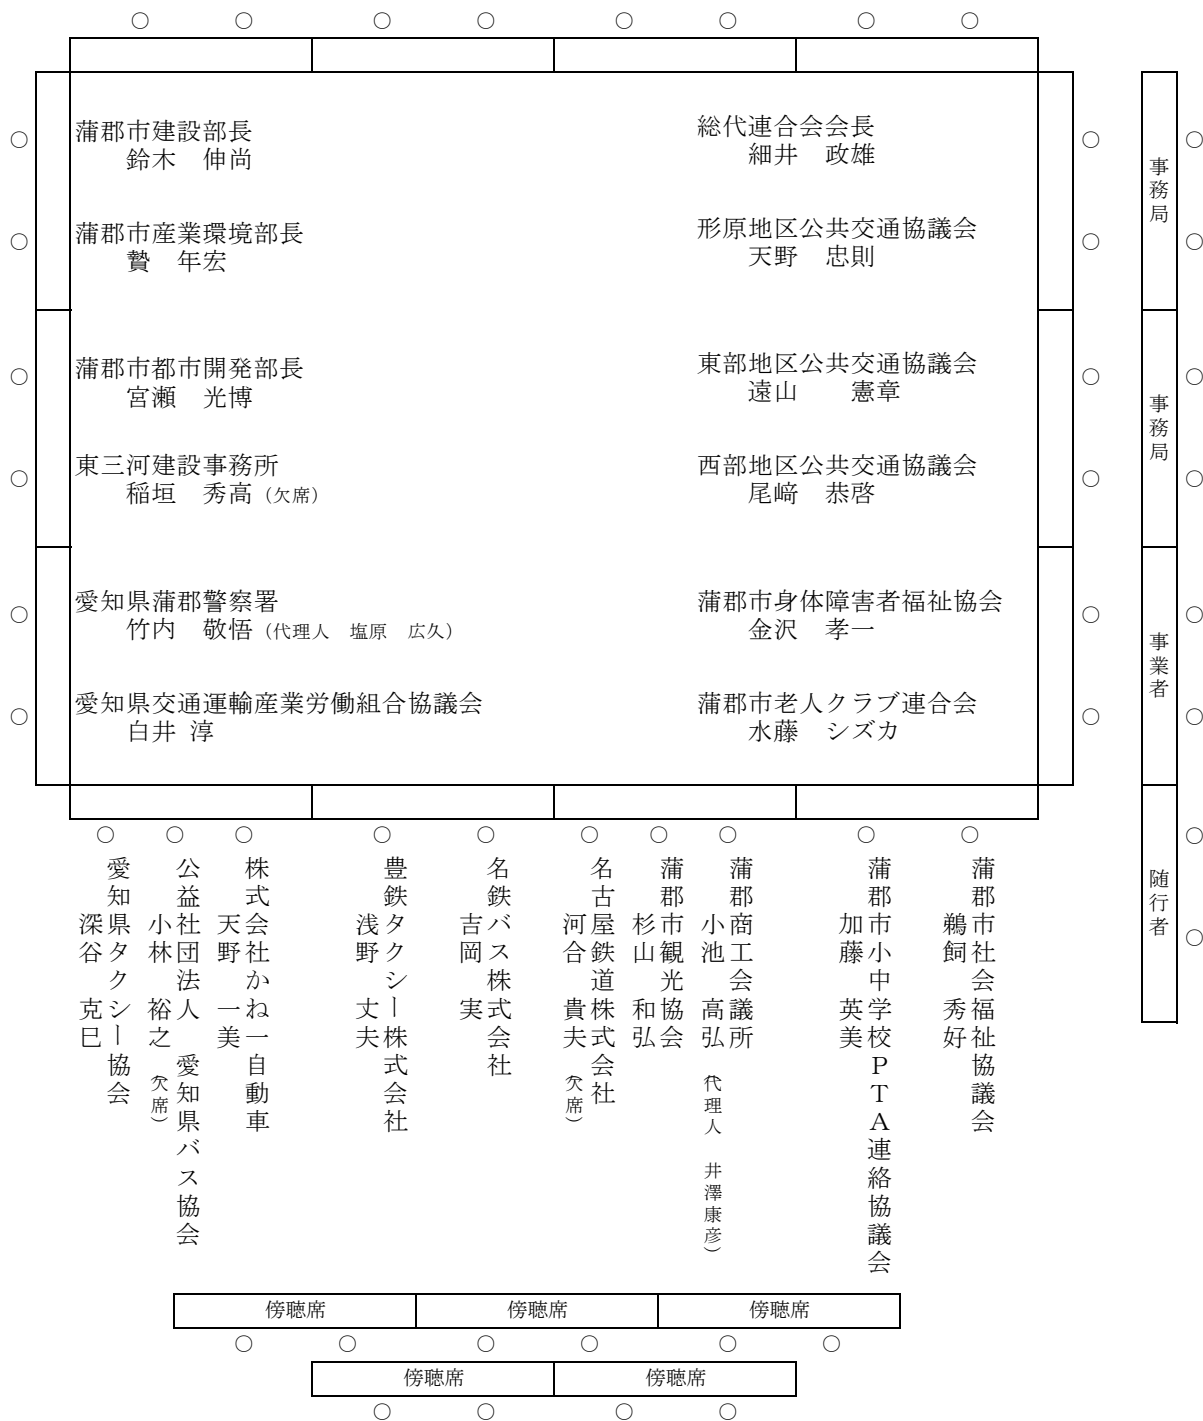 蒲郡市建設部長
鈴木　伸尚
蒲郡市産業環境部長
贄　年宏
蒲郡市都市開発部長
宮瀬　光博
東三河建設事務所
稲垣　秀高（欠席）
愛知県蒲郡警察署
竹内　敬悟（代理人　塩原　広久）
愛知県交通運輸産業労働組合協議会
白井 淳
総代連合会会長
細井　政雄
形原地区公共交通協議会
天野　忠則
東部地区公共交通協議会
遠山　　憲章
西部地区公共交通協議会
尾﨑　恭啓
蒲郡市身体障害者福祉協会
金沢　孝一
蒲郡市老人クラブ連合会
水藤　シズカ
事務局
事務局
事業者
随行者
蒲郡市社会福祉協議会
鵜飼　秀好
蒲郡市小中学校ＰＴＡ連絡協議会
加藤　英美
蒲郡商工会議所
小池　高弘（代理人　井澤康彦）
蒲郡市観光協会
杉山　和弘
名古屋鉄道株式会社
河合　貴夫（欠席）
名鉄バス株式会社
吉岡　実
豊鉄タクシー株式会社
浅野　丈夫
株式会社かね一自動車
天野　一美
公益社団法人　愛知県バス協会
小林　裕之（欠席）
愛知県タクシー協会
深谷　克巳
傍聴席
傍聴席
傍聴席
傍聴席
傍聴席